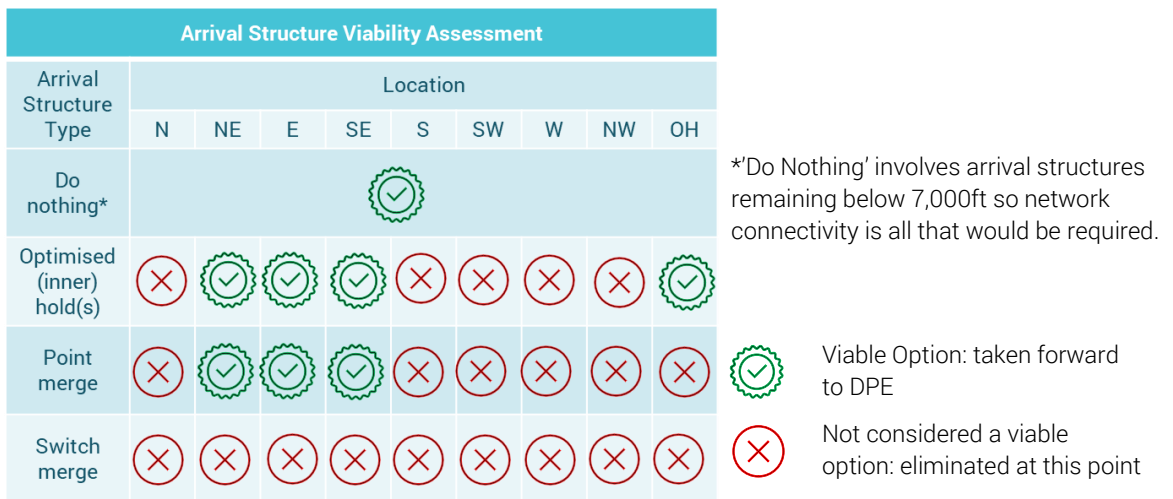 Arrival Structure Viability Assessment
Arrival
Structure
Type
Location
N NE E SE S SW W NW OH
Do
nothing*
Optimised
(inner)
hold(s)
Point
merge
Switch
merge
*'Do Nothing' involves arrival structures
remaining below 7,000ft so network
connectivity is all that would be required.
Viable Option: taken forward
to DPE
Not considered a viable
option: eliminated at this point